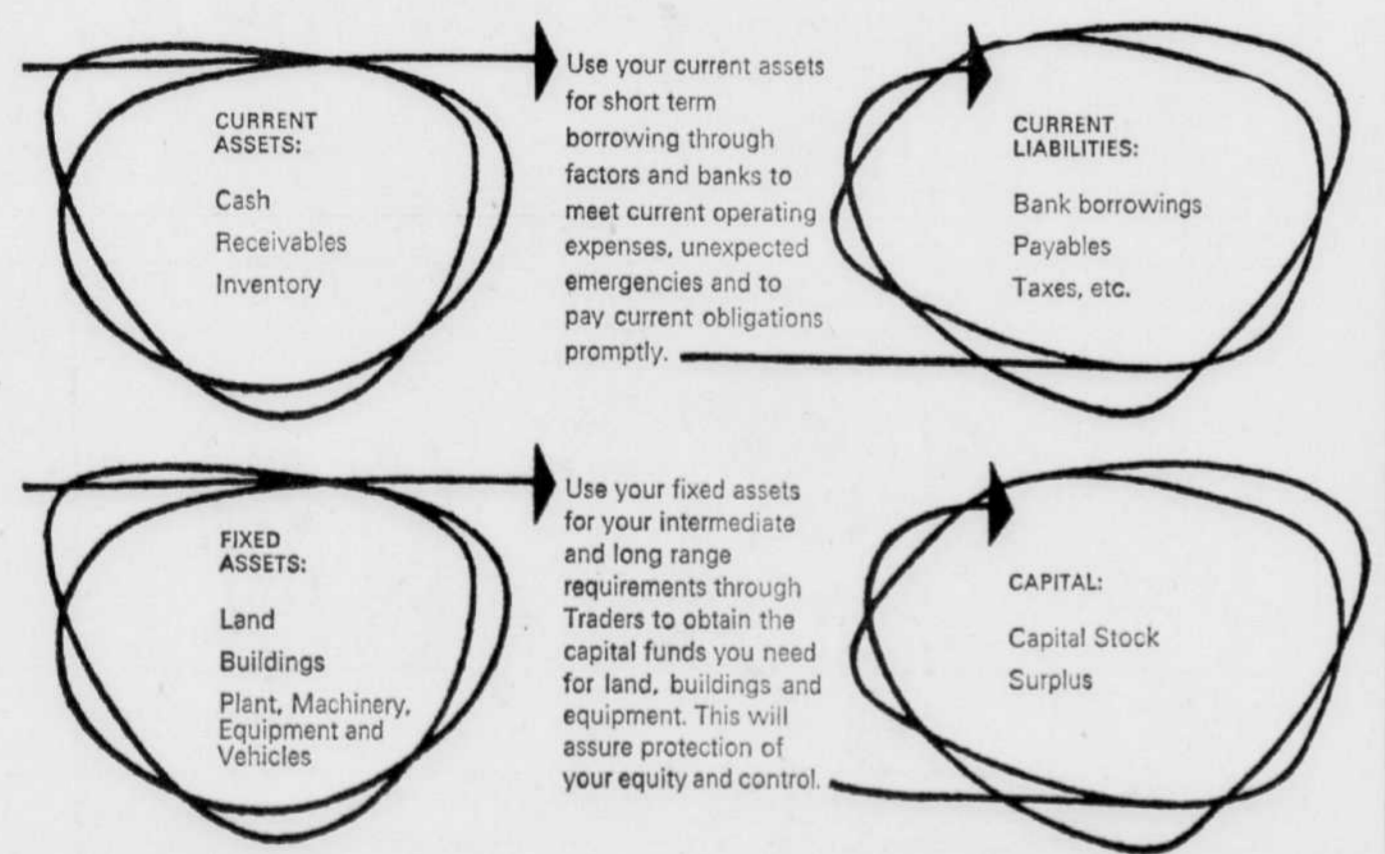 CURRENT
ASSETS:
Cash
Receivables
Inventory
Use your current assets
for short term
borrowing through
factors and banks to
meet current operating
expenses, unexpected
emergencies and to
pay current obligations
promptly.
CURRENT
LIABILITIES:
Bank borrowings
Payables
Taxes, etc.
FIXED
ASSETS:
Land
Buildings
Plant, Machinery,
Equipment and
Vehicles
Use your fixed assets
for your intermediate
and long range
requirements through
Traders to obtain the
capital funds you need
for land, buildings and
equipment. This will
assure protection of
your equity and control.
CAPITAL:
Capital Stock
Surplus